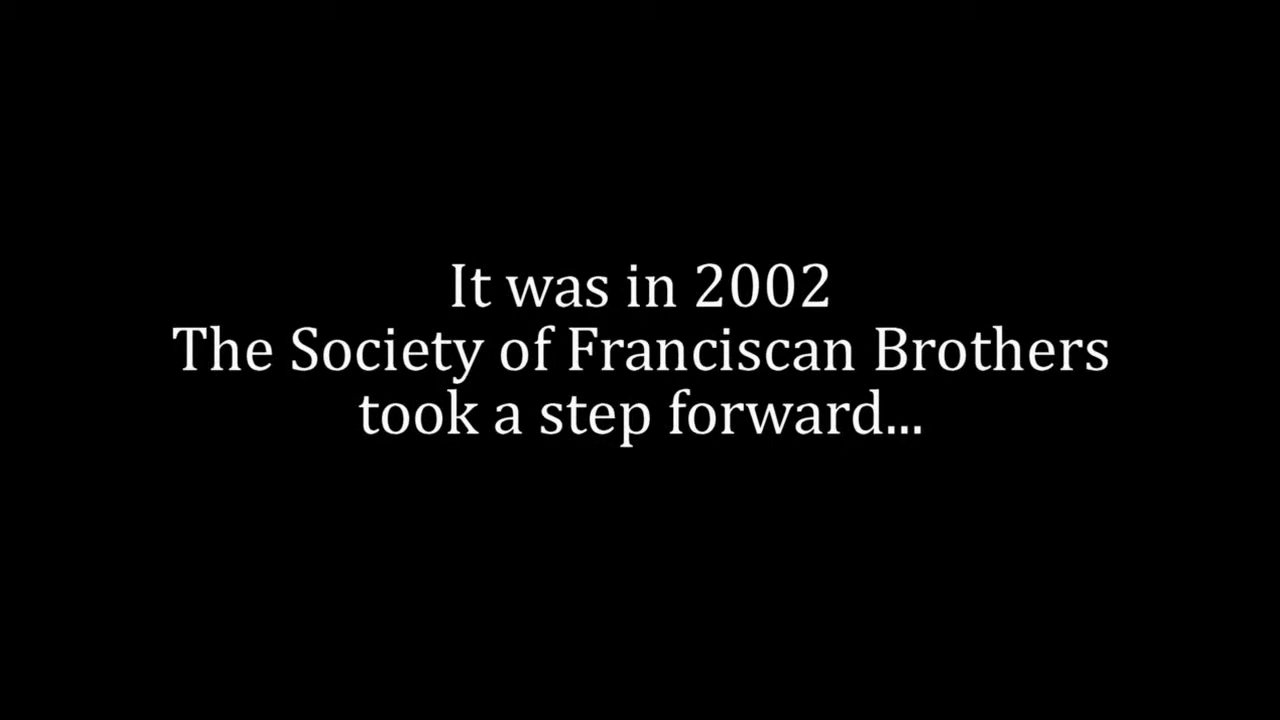 It was in 2002
The Society of Franciscan Brothers
took a step forward...